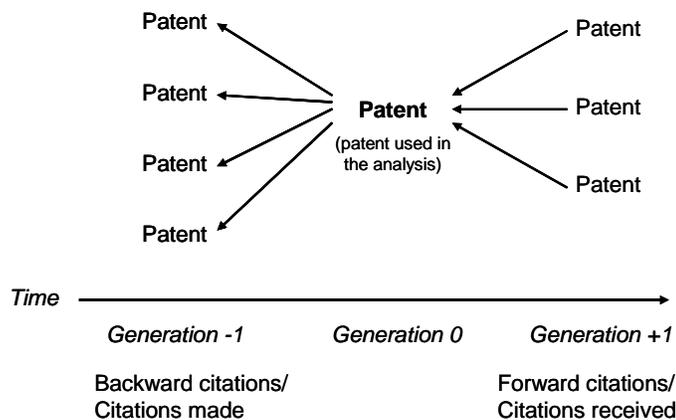 Patent
Patent
Patent
Patent
Patent
(patent used in
the analysis)
Patent
Patent
Patent
Time
Generation -1
Generation 0
Generation +1
Backward citations/
Citations made
Forward citations/
Citations received